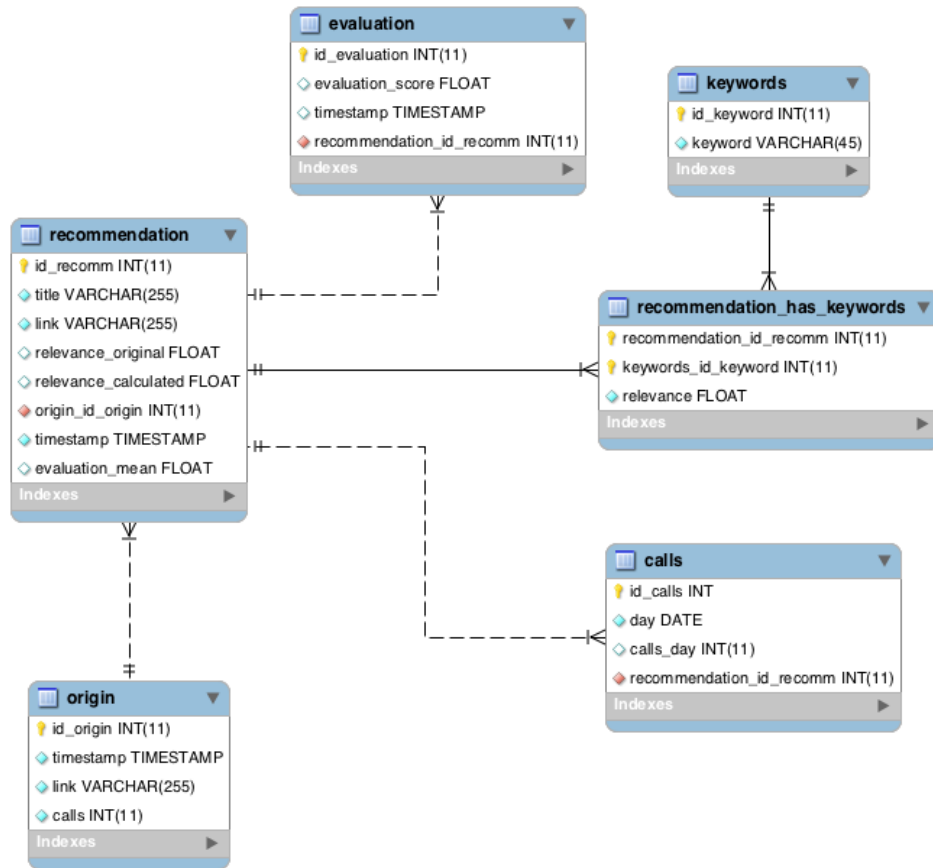 evaluation
id_evaluation INT(11)
evaluation_score FLOAT
timestamp TIMESTAMP
recommendation_id_recomm INT(11)
Indexes
keywords
id_keyword INT(11)
keyword VARCHAR(45)
Indexes
recommendation
id_recomm INT(11)
title VARCHAR(255)
link VARCHAR(255)
relevance_original FLOAT
relevance_calculated FLOAT
origin_id_origin INT(11)
timestamp TIMESTAMP
evaluation_mean FLOAT
Indexes
recommendation_has_keywords
recommendation_id_recomm INT(11)
keywords_id_keyword INT(11)
relevance FLOAT
Indexes
calls
id_calls INT
day DATE
calls_day INT(11)
recommendation_id_recomm INT(11)
Indexes
origin
id_origin INT(11)
timestamp TIMESTAMP
link VARCHAR(255)
calls INT(11)
Indexes